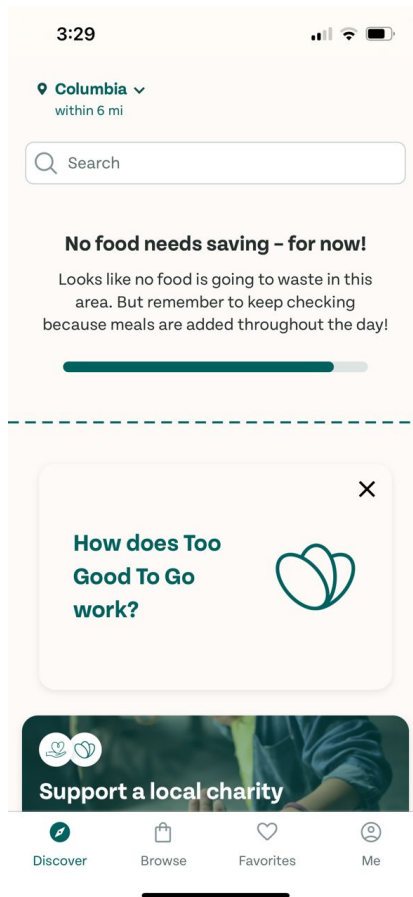 3:29
Columbia
within 6 mi
Search
No food needs saving – for now!
Looks like no food is going to waste in this
area. But remember to keep checking
because meals are added throughout the day!
How does Too
Good To Go
work?
Support a local charity
Discover
Browse
Favorites
Me